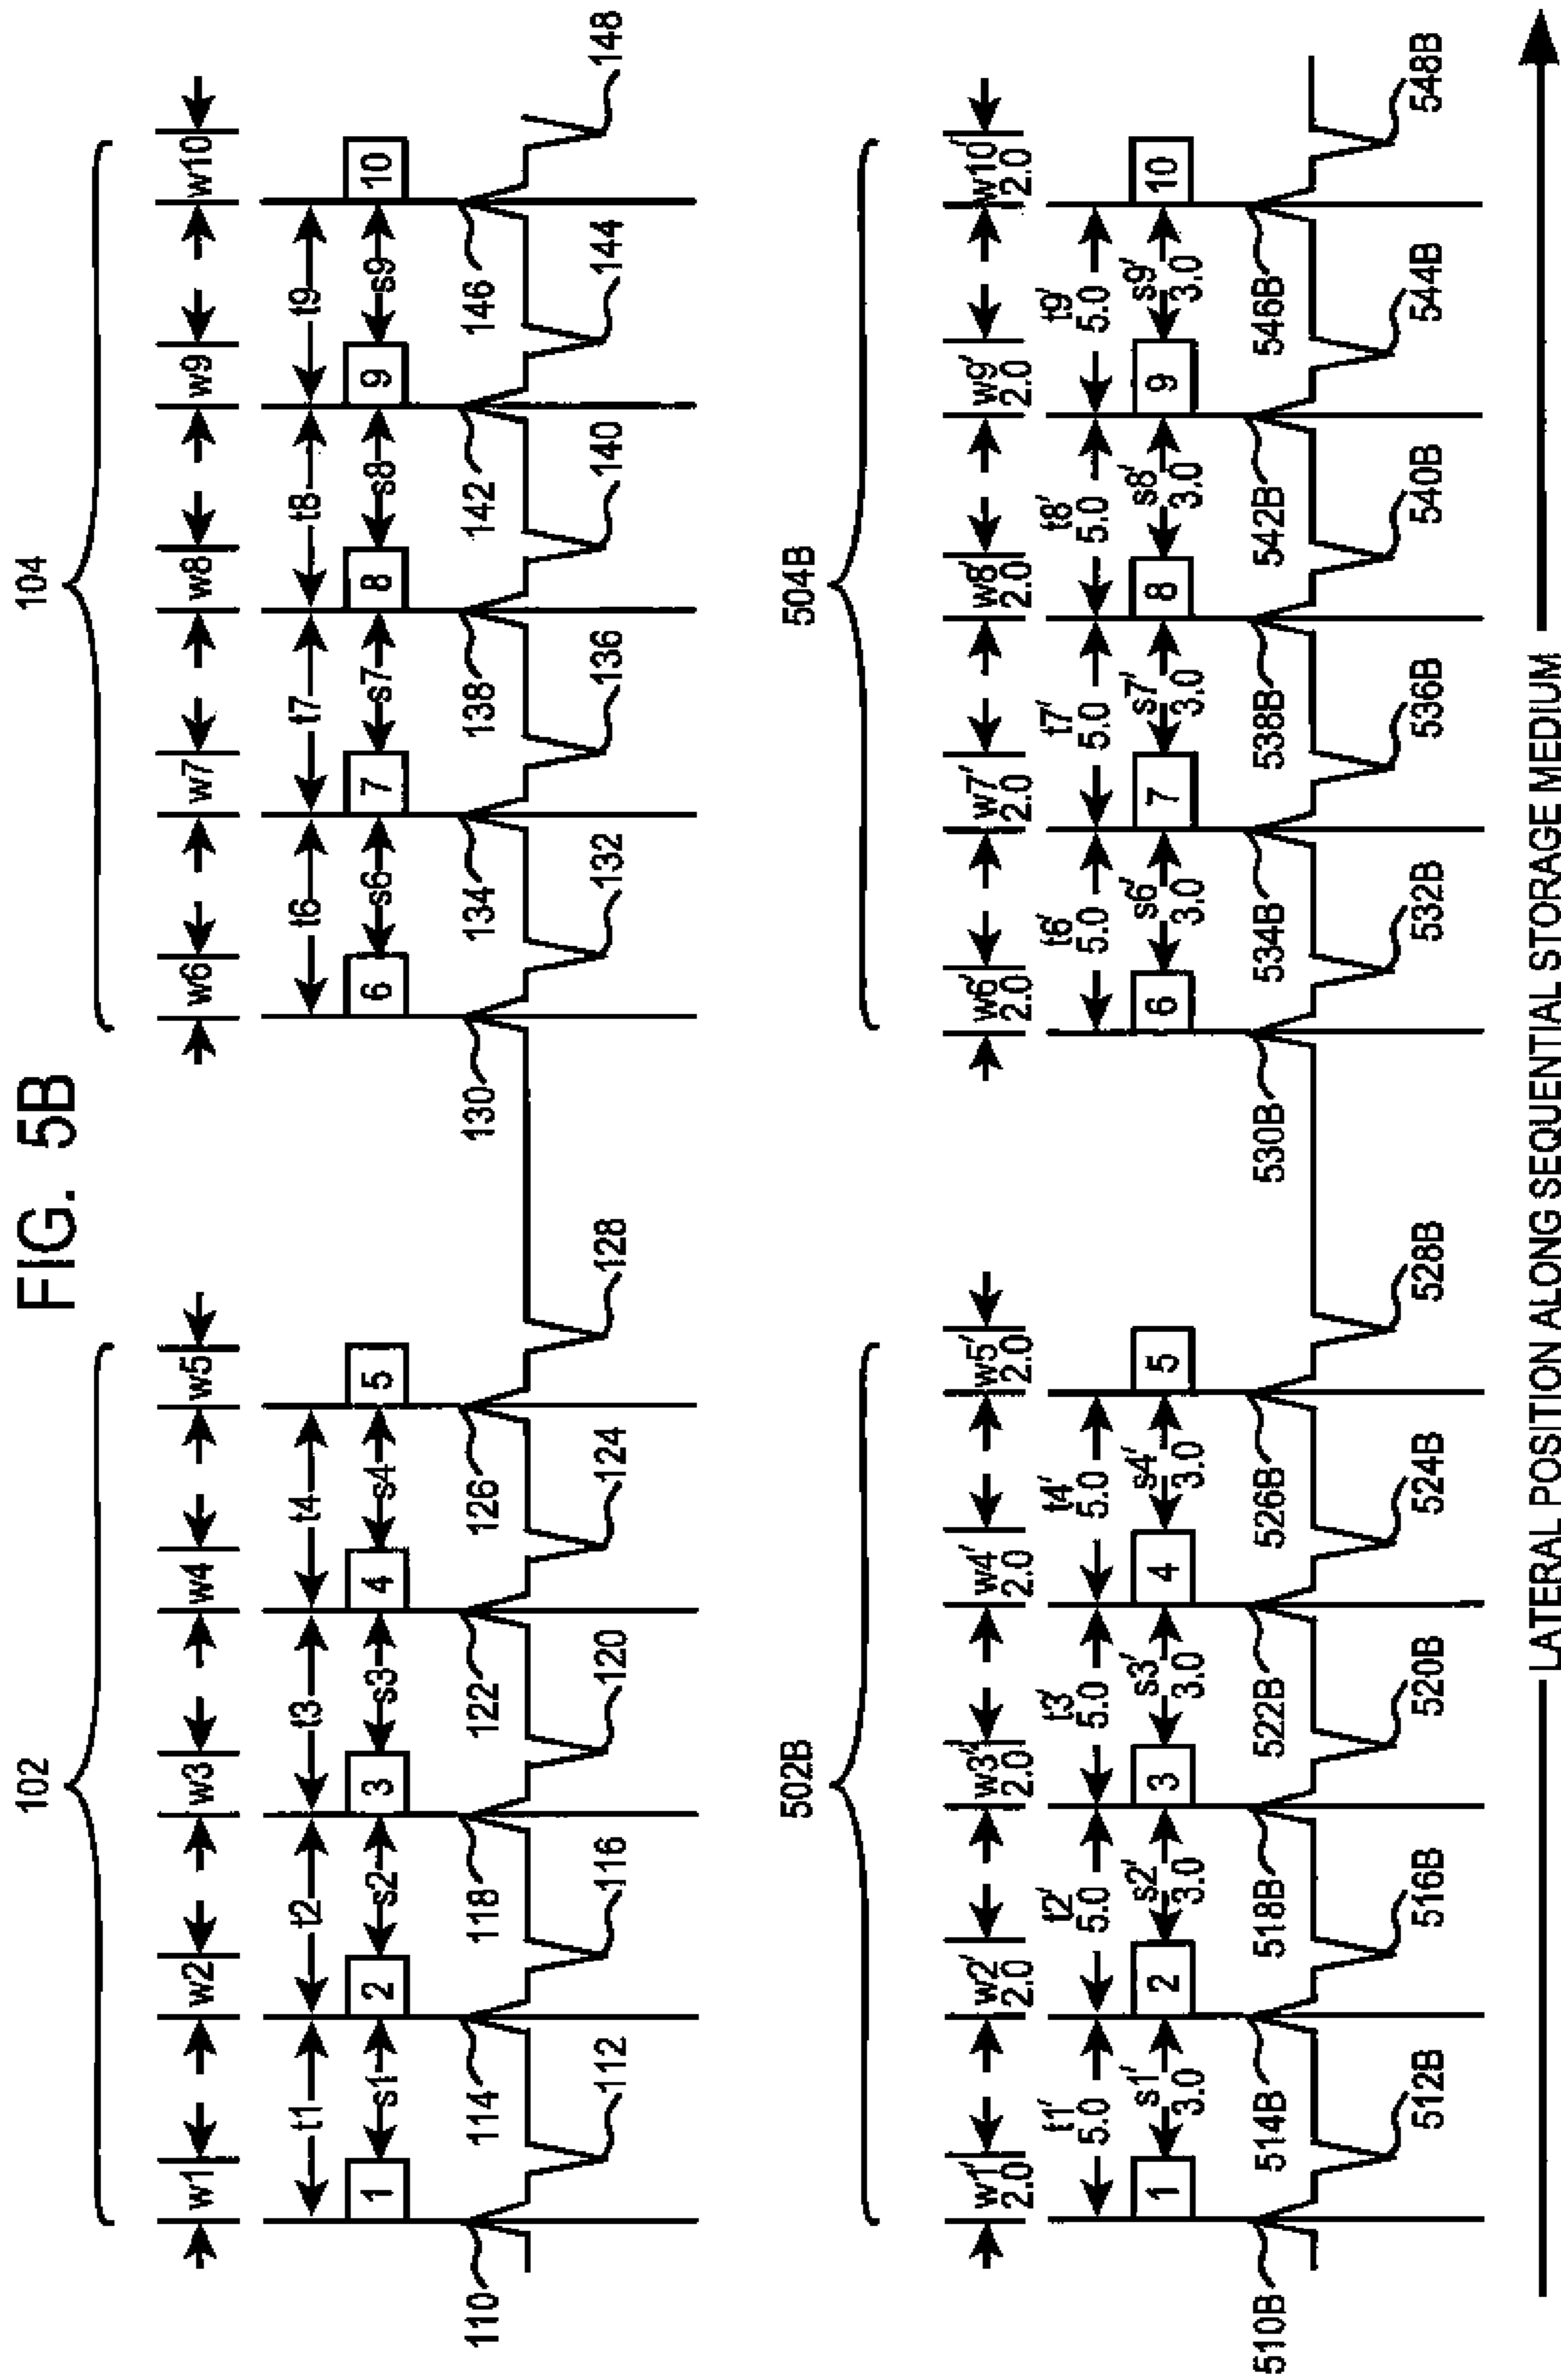 FIG. 5B
102
104
w1
w2
w3
w4
w5
w6
w7
w8
w9
w10
t1
t2
t3
t4
t6
t7
t8
t9
1
s1
2
s2
3
s3
4
s4
5
6
s6
7
s7
8
s8
9
s9
10
110
114
118
122
126
130
134
138
142
146
112
116
120
124
128
132
136
140
144
148
502B
504B
w1′
w2′
w3′
w4′
w5′
w6′
w7′
w8′
w9′
w10′
2.0
2.0
2.0
2.0
2.0
2.0
2.0
2.0
2.0
2.0
t1′
t2′
t3′
t4′
t6′
t7′
t8′
t9′
5.0
5.0
5.0
5.0
5.0
5.0
5.0
5.0
s1′
s2′
s3′
s4′
s6′
s7′
s8′
s9′
1
2
3
4
5
6
7
8
9
10
3.0
3.0
3.0
3.0
3.0
3.0
3.0
3.0
510B
514B
518B
522B
526B
530B
534B
538B
542B
546B
512B
516B
520B
524B
528B
532B
536B
540B
544B
548B
LATERAL POSITION ALONG SEQUENTIAL STORAGE MEDIUM